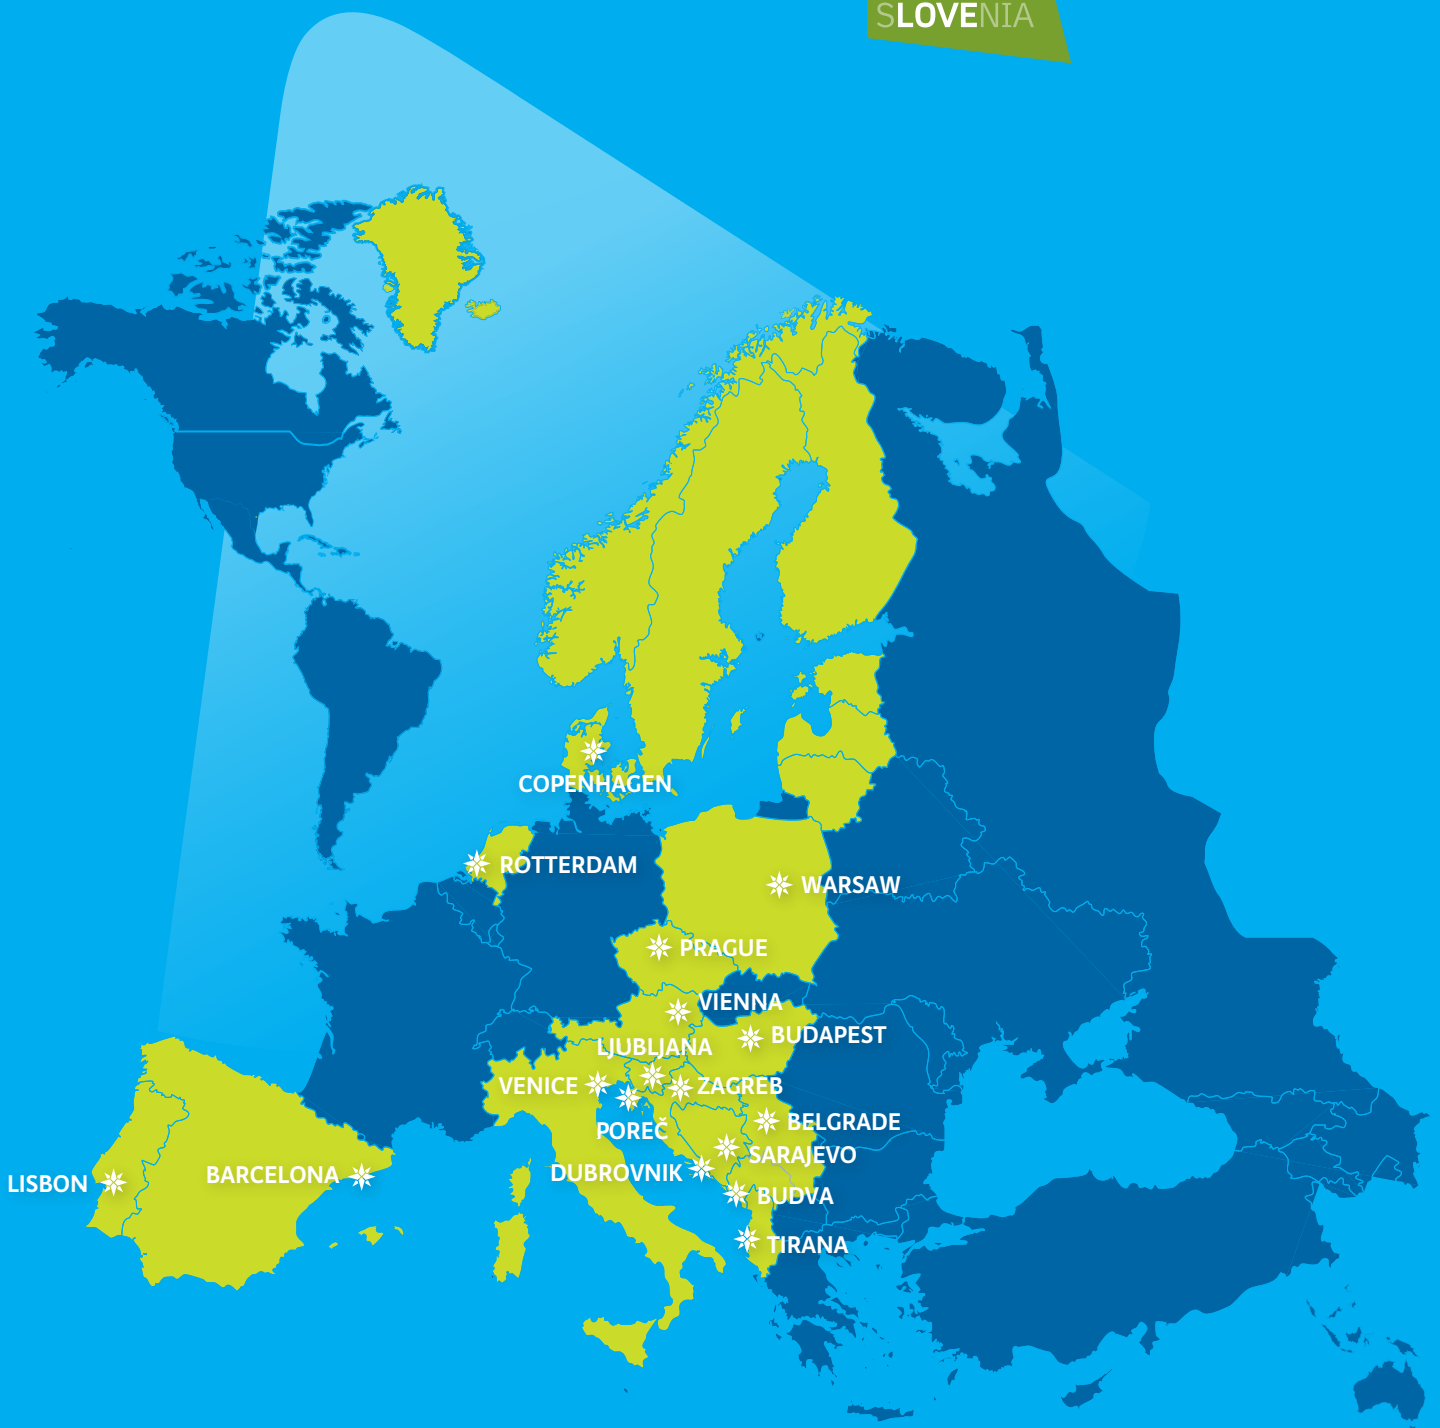 SLOVENIA
COPENHAGEN
ROTTERDAM
WARSAW
PRAGUE
VIENNA
BUDAPEST
LJUBLJANA
VENICE
ZAGREB
POREČ
BELGRADE
SARAJEVO
DUBROVNIK
LISBON
BARCELONA
BUDVA
TIRANA